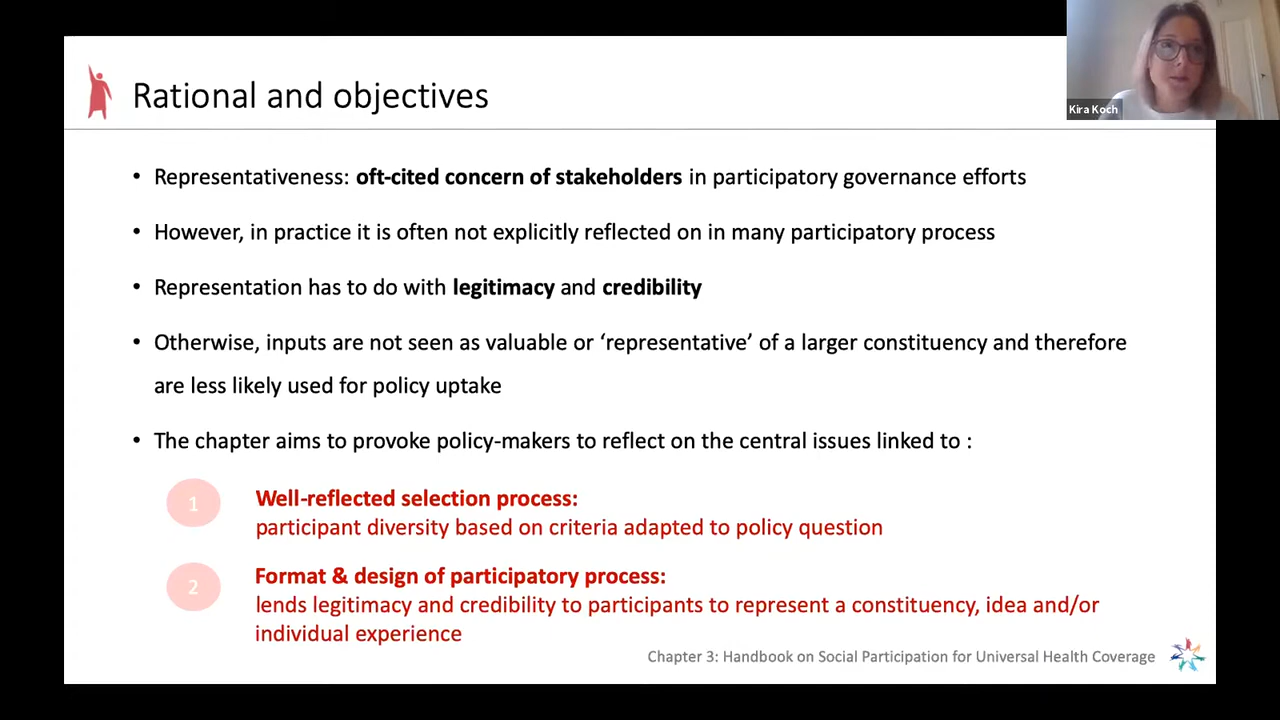 Rational and objectives
Kira Koch
• Representativeness: oft-cited concern of stakeholders in participatory governance efforts
• However, in practice it is often not explicitly reflected on in many participatory process
• Representation has to do with legitimacy and credibility
• Otherwise, inputs are not seen as valuable or ‘representative’ of a larger constituency and therefore
are less likely used for policy uptake
• The chapter aims to provoke policy-makers to reflect on the central issues linked to :
1
Well-reflected selection process:
participant diversity based on criteria adapted to policy question
2
Format & design of participatory process:
lends legitimacy and credibility to participants to represent a constituency, idea and/or
individual experience
Chapter 3: Handbook on Social Participation for Universal Health Coverage